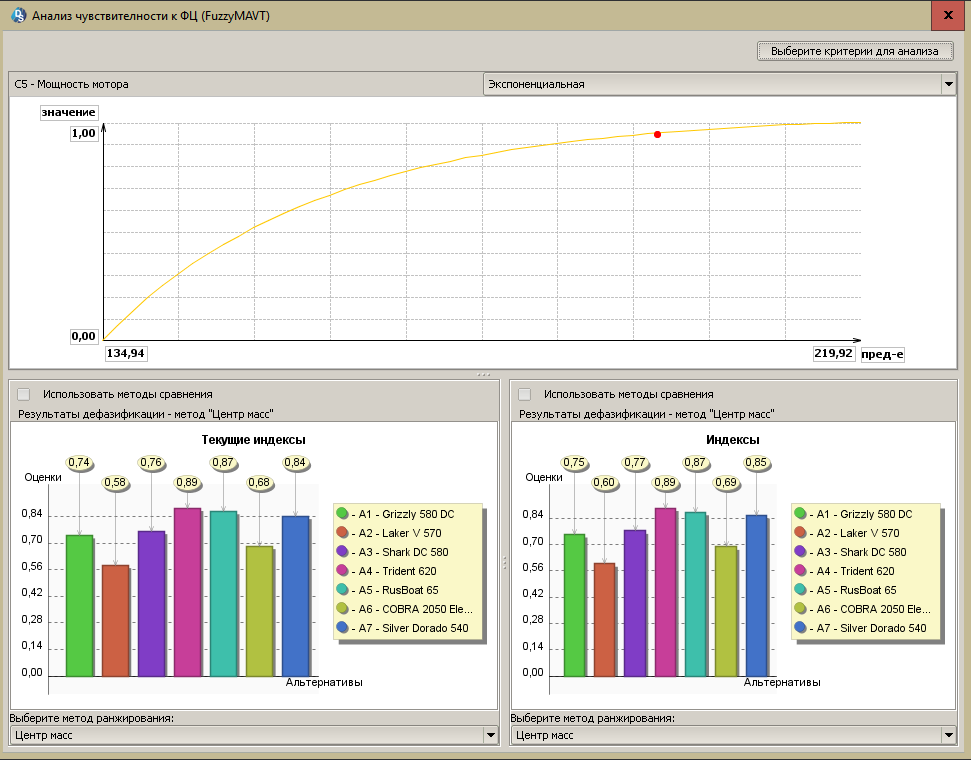 Анализ чувствителности к ФЦ (FuzzyMAVT)
Выберите критерии для анализа
C5 - Мощность мотора
Экспоненциальная
значение
1,00
0,00
134,94
219,92
пред-е
Использовать методы сравнения
Результаты дефазификации - метод "Центр масс"
Текущие индексы
0,74
0,76
0,87
0,84
0,58
0,89
0,68
Оценки
0,84
0,70
0,56
0,42
0,28
0,14
0,00
Альтернативы
- A1 - Grizzly 580 DC
- A2 - Laker V 570
- A3 - Shark DC 580
- A4 - Trident 620
- A5 - RusBoat 65
- A6 - COBRA 2050 Ele...
- A7 - Silver Dorado 540
Выберите метод ранжирования:
Центр масс
Использовать методы сравнения
Результаты дефазификации - метод "Центр масс"
Индексы
0,75
0,77
0,87
0,85
0,60
0,89
0,69
Оценки
0,84
0,70
0,56
0,42
0,28
0,14
0,00
Альтернативы
- A1 - Grizzly 580 DC
- A2 - Laker V 570
- A3 - Shark DC 580
- A4 - Trident 620
- A5 - RusBoat 65
- A6 - COBRA 2050 Ele...
- A7 - Silver Dorado 540
Выберите метод ранжирования:
Центр масс